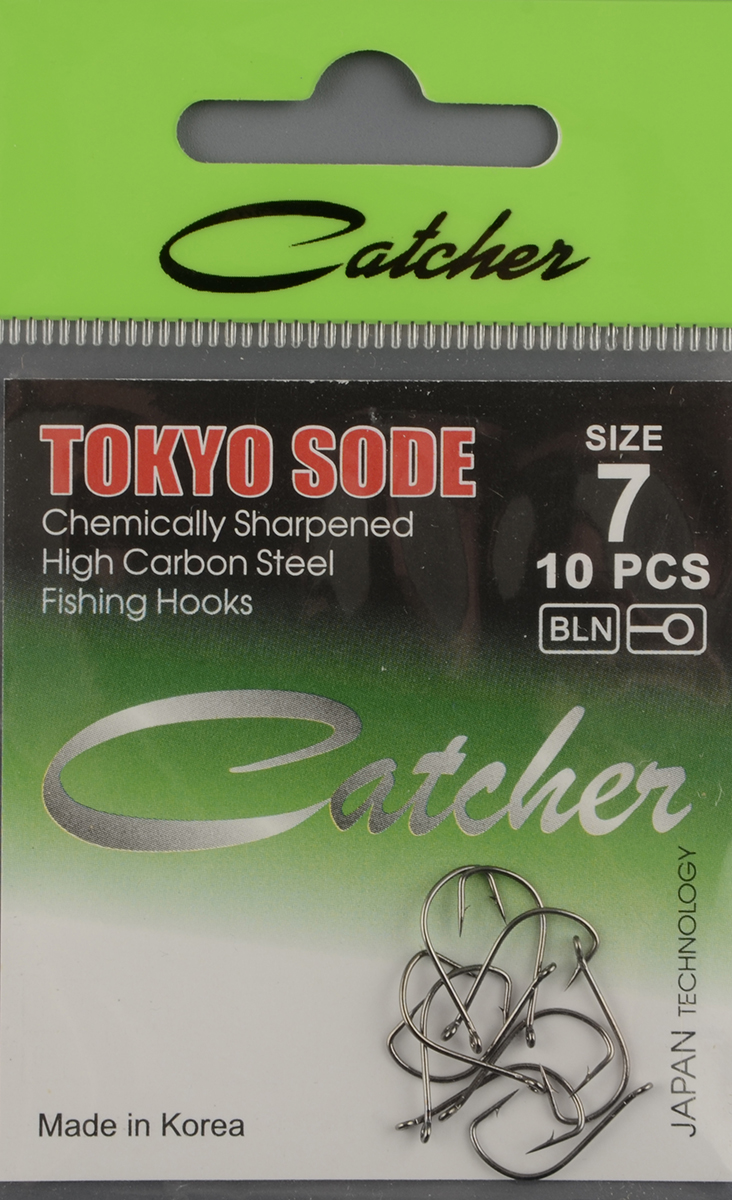 Catcher
TOKYO SODE
Chemically Sharpened
High Carbon Steel
Fishing Hooks
SIZE
7
10 PCS
BLN
Catcher
JAPAN TECHNOLOGY
Made in Korea